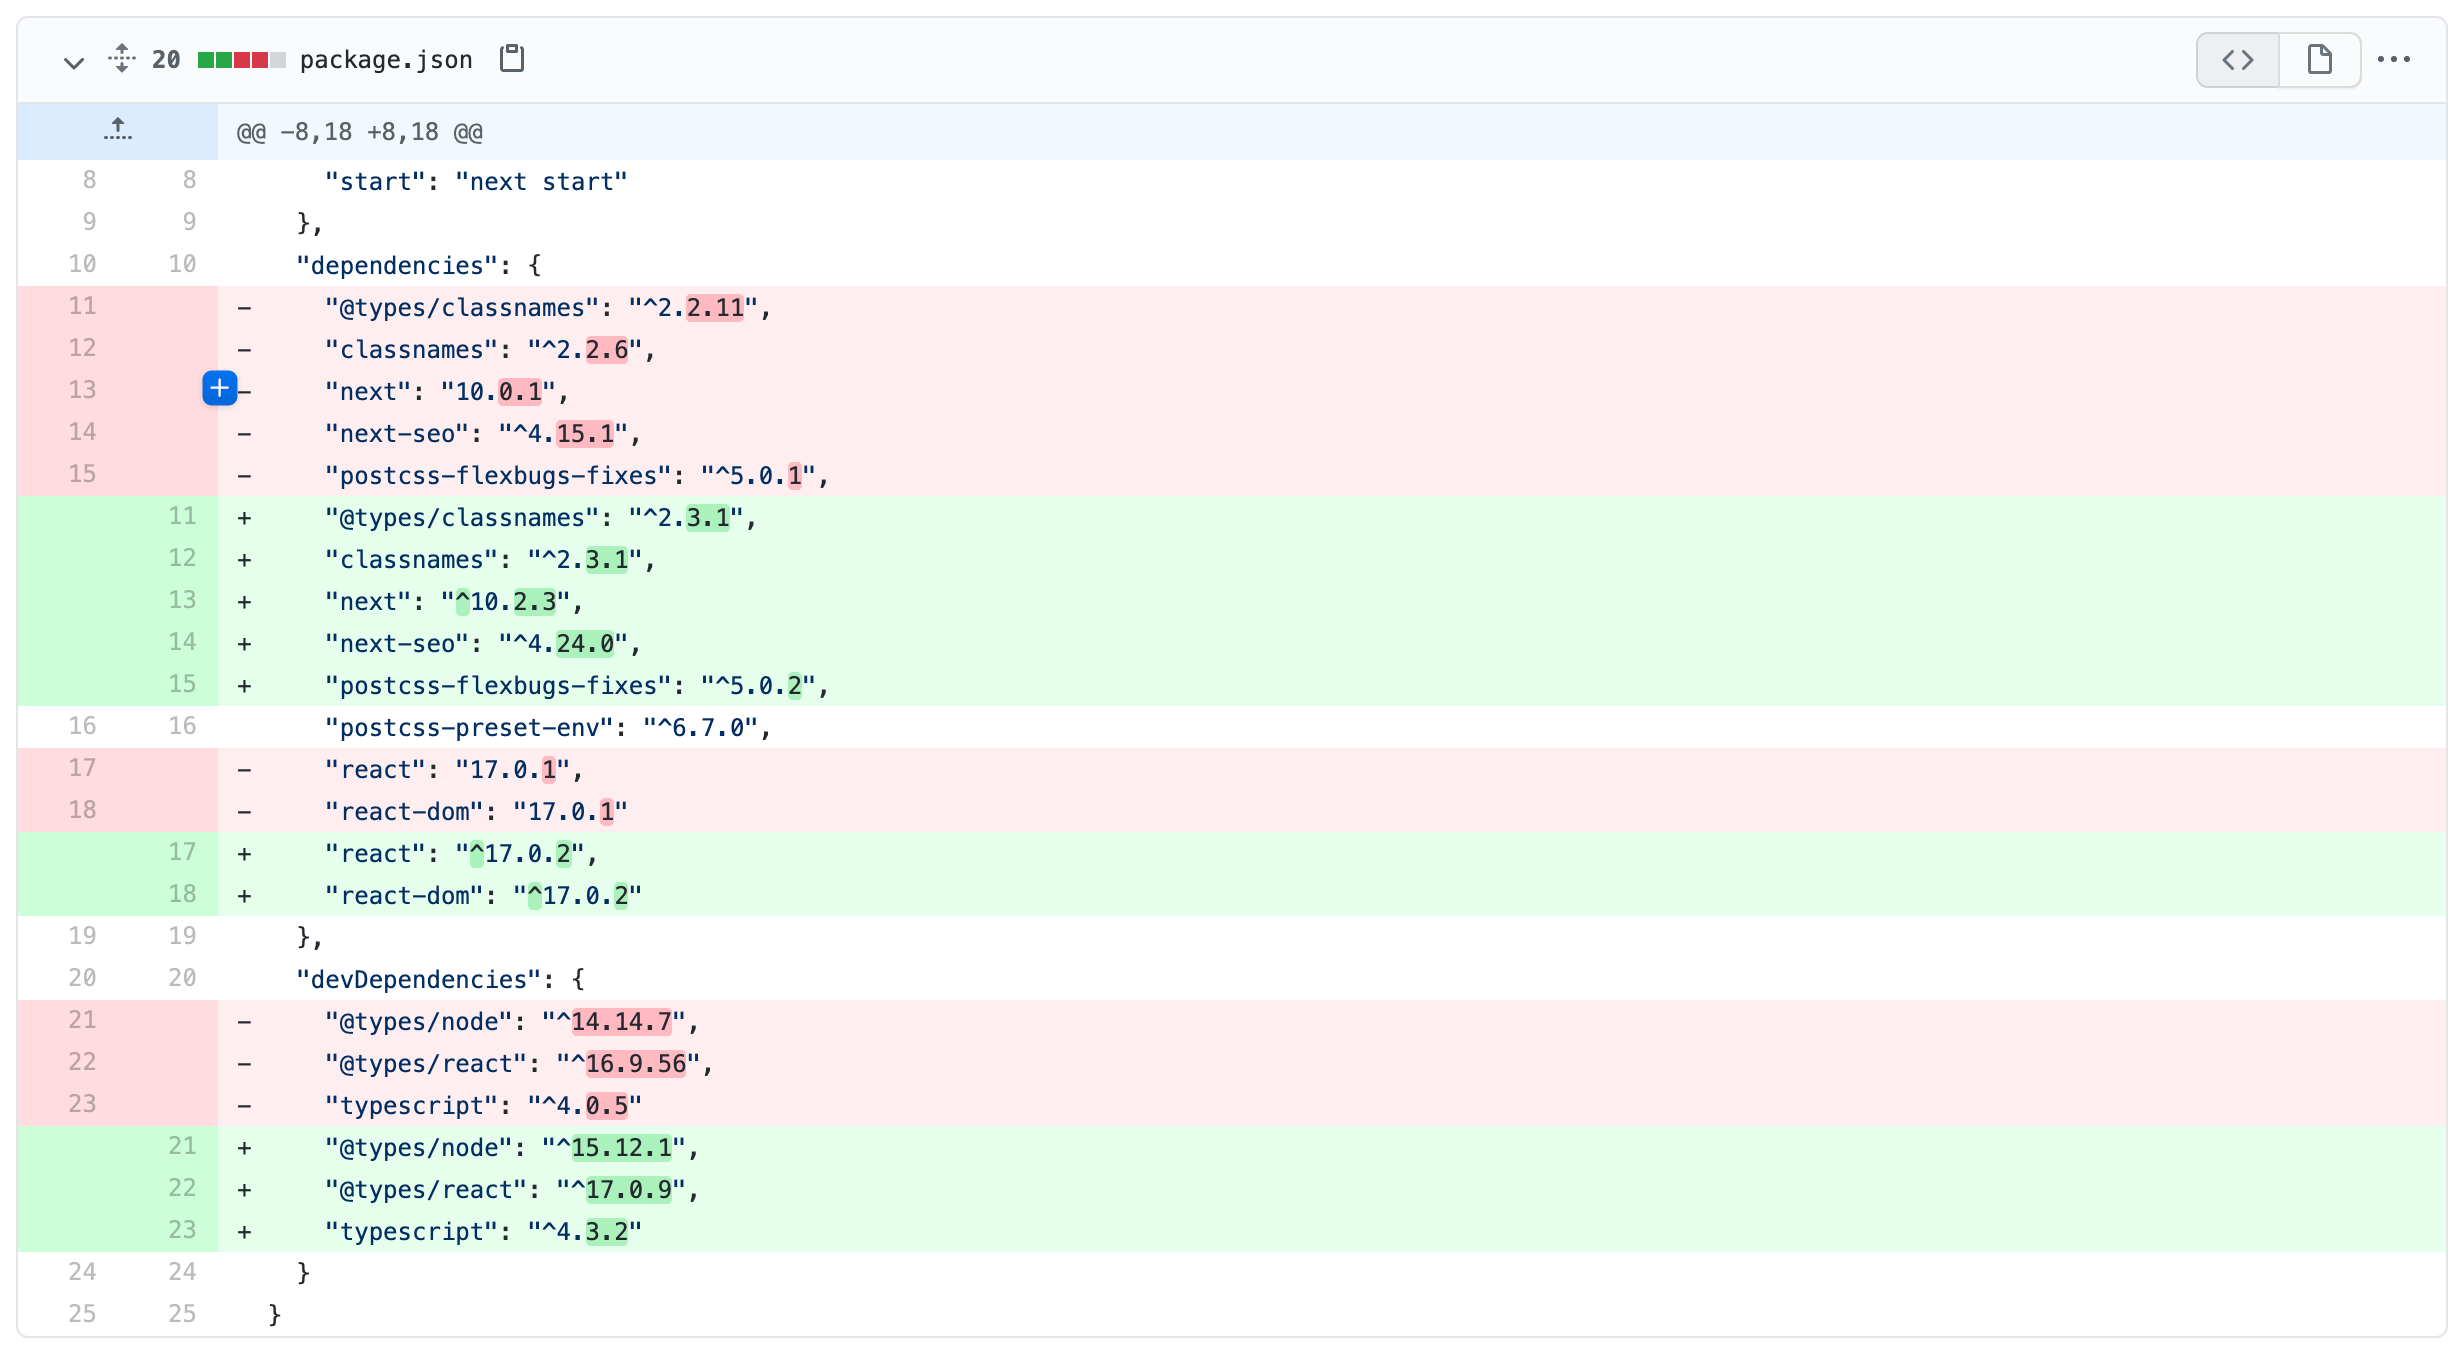 20 package.json
@@ -8,18 +8,18 @@
8 8 "start": "next start"
9 9 },
10 10 "dependencies": {
11 - "@types/classnames": "^2.2.11",
12 - "classnames": "^2.2.6",
13 - "next": "10.0.1",
14 - "next-seo": "^4.15.1",
15 - "postcss-flexbugs-fixes": "^5.0.1",
11 + "@types/classnames": "^2.3.1",
12 + "classnames": "^2.3.1",
13 + "next": "^10.2.3",
14 + "next-seo": "^4.24.0",
15 + "postcss-flexbugs-fixes": "^5.0.2",
16 16 "postcss-preset-env": "^6.7.0",
17 - "react": "17.0.1",
18 - "react-dom": "17.0.1"
17 + "react": "^17.0.2",
18 + "react-dom": "^17.0.2"
19 19 },
20 20 "devDependencies": {
21 - "@types/node": "^14.14.7",
22 - "@types/react": "^16.9.56",
23 - "typescript": "^4.0.5"
21 + "@types/node": "^15.12.1",
22 + "@types/react": "^17.0.9",
23 + "typescript": "^4.3.2"
24 24 }
25 25 }